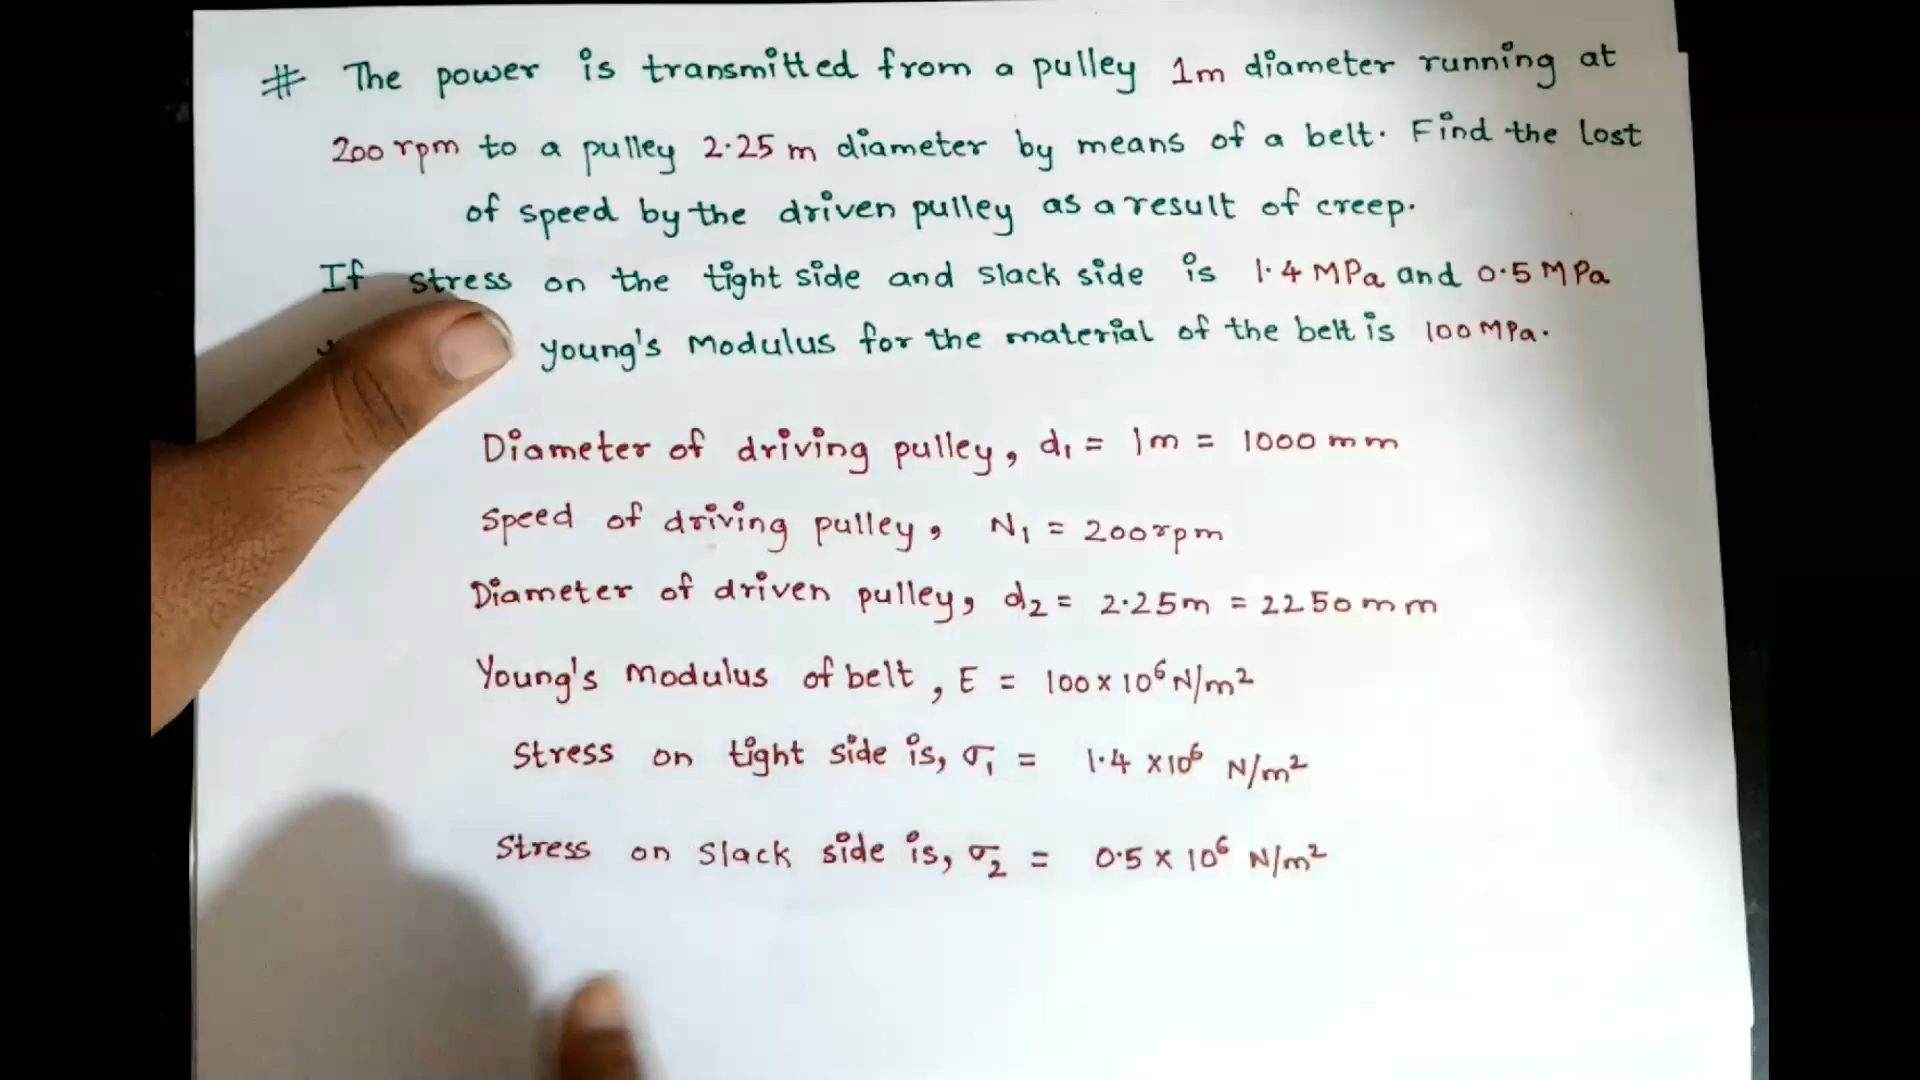 # The power is transmitted from a pulley 1m diameter running at
200 rpm to a pulley 2.25 m diameter by means of a belt. Find the lost
of speed by the driven pulley as a result of creep.
If stress on the tight side and slack side is 1.4 MPa and 0.5 MPa
young's Modulus for the material of the belt is 100 MPa.
Diameter of driving pulley, d₁ = 1m = 1000 mm
Speed of driving pulley, N₁ = 200rpm
Diameter of driven pulley, d₂ = 2.25m = 2250mm
Young's Modulus of belt, E = 100 × 10⁶ N/m²
Stress on tight side is, σ₁ = 1.4 × 10⁶ N/m²
Stress on slack side is, σ₂ = 0.5 × 10⁶ N/m²